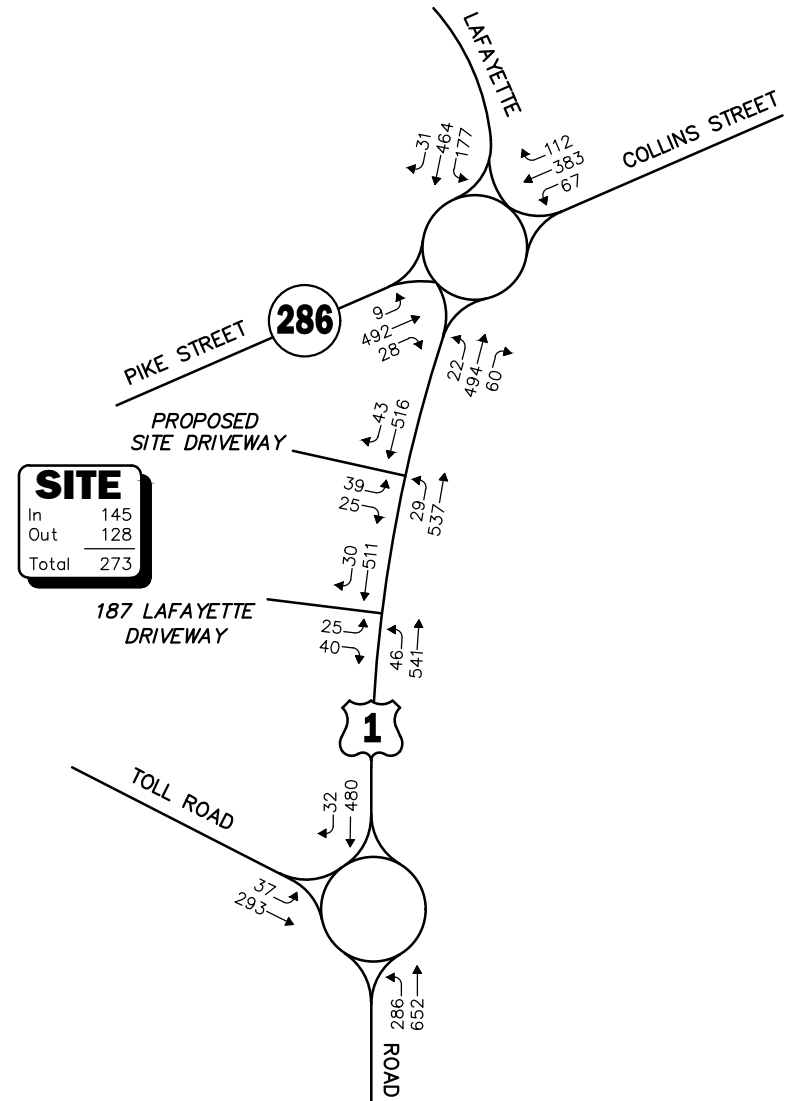 LAFAYETTE
COLLINS STREET
31
464
177
112
383
67
286
PIKE STREET
9
492
28
22
494
60
PROPOSED
SITE DRIVEWAY
43
516
39
25
29
537
SITE
In 145
Out 128
Total 273
30
511
187 LAFAYETTE
DRIVEWAY
25
40
46
541
1
TOLL ROAD
32
480
37
293
286
652
ROAD